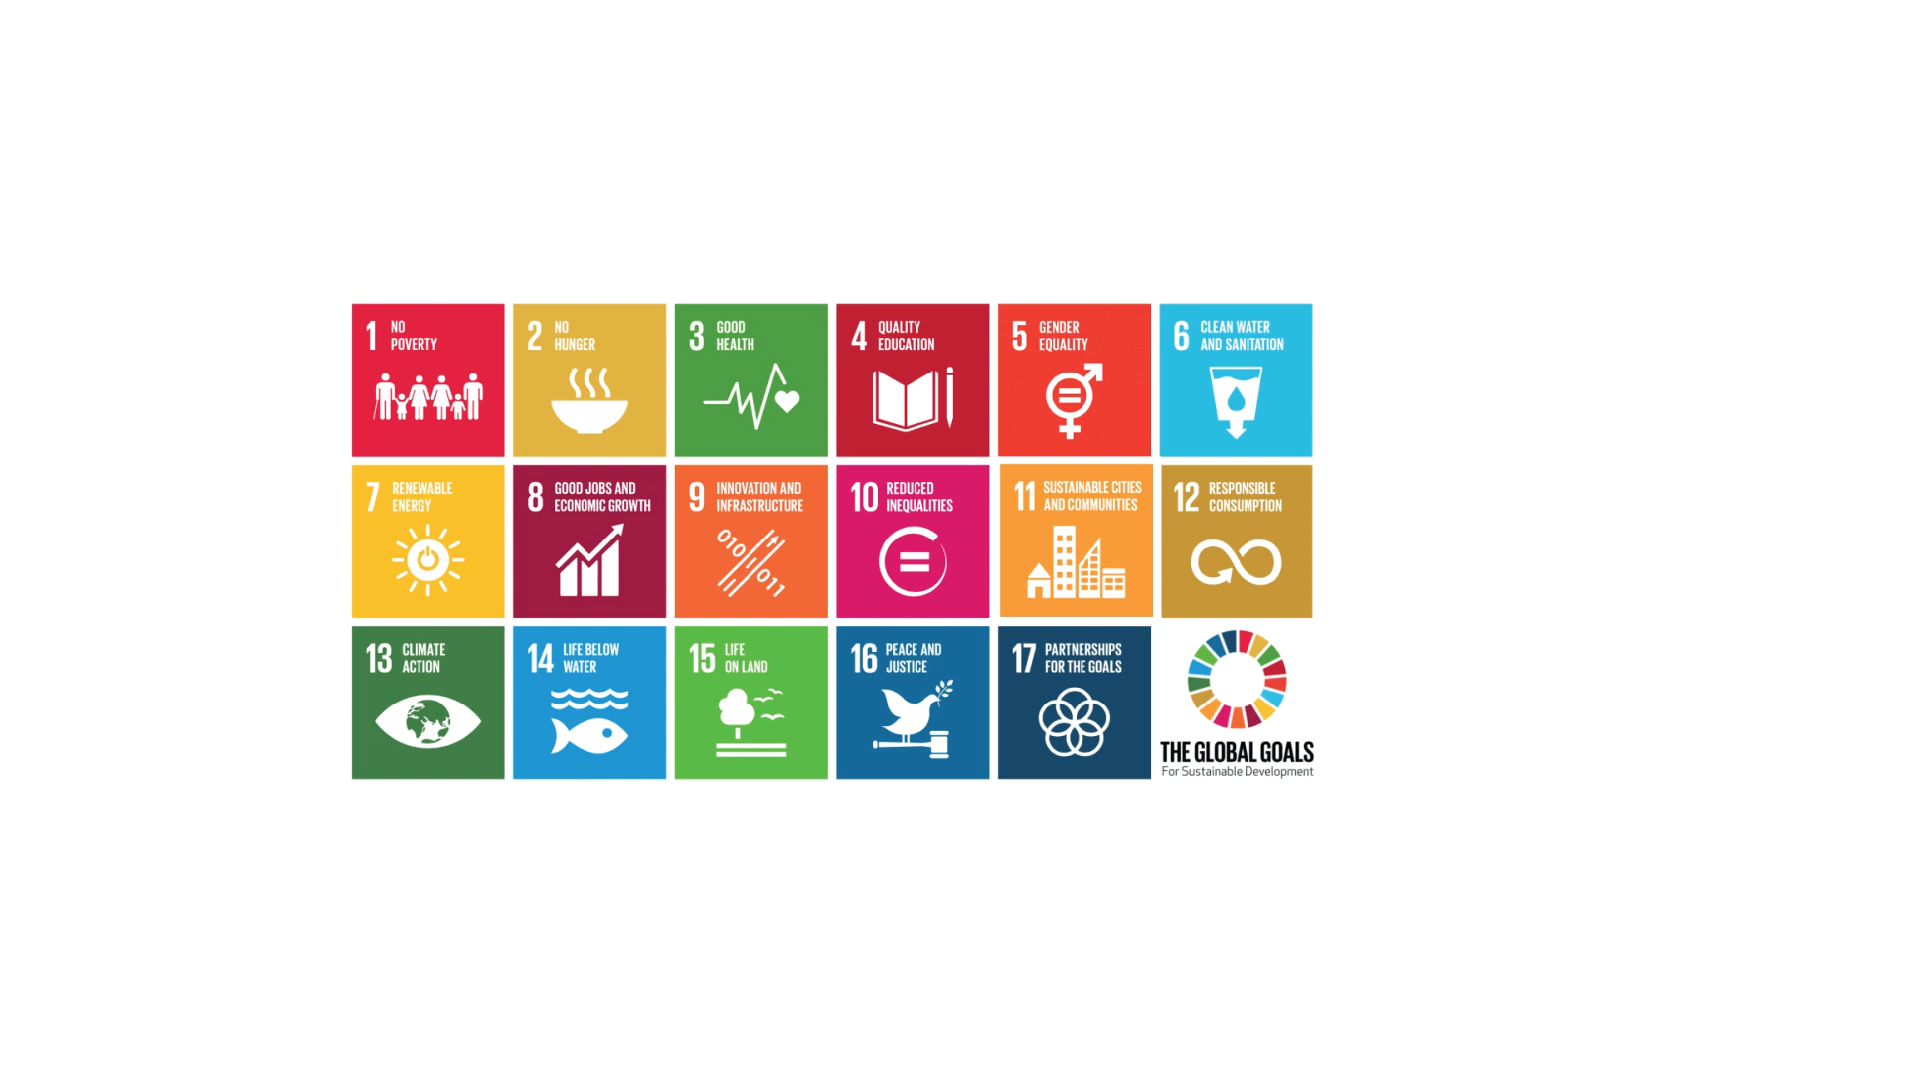 1 NO
POVERTY
2 NO
HUNGER
3 GOOD
HEALTH
4 QUALITY
EDUCATION
5 GENDER
EQUALITY
6 CLEAN WATER
AND SANITATION
7 RENEWABLE
ENERGY
8 GOOD JOBS AND
ECONOMIC GROWTH
9 INNOVATION AND
INFRASTRUCTURE
010
011
10 REDUCED
INEQUALITIES
11 SUSTAINABLE CITIES
AND COMMUNITIES
12 RESPONSIBLE
CONSUMPTION
13 CLIMATE
ACTION
14 LIFE BELOW
WATER
15 LIFE
ON LAND
16 PEACE AND
JUSTICE
17 PARTNERSHIPS
FOR THE GOALS
THE GLOBAL GOALS
For Sustainable Development